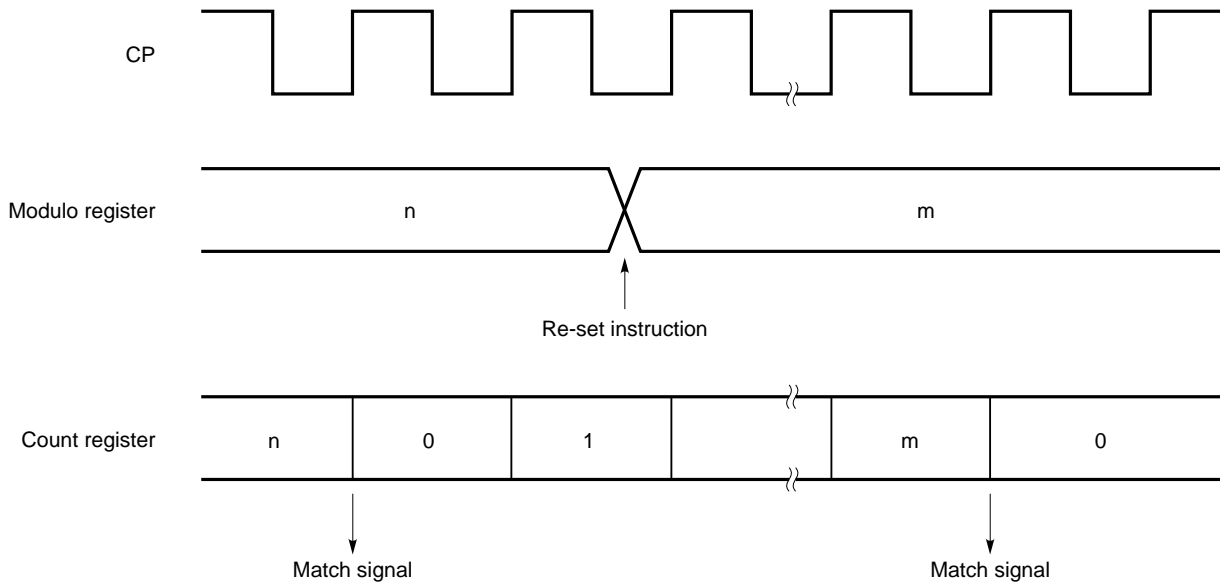 CP
Modulo register
n
m
Re-set instruction
Count register
n
0
1
m
0
Match signal
Match signal